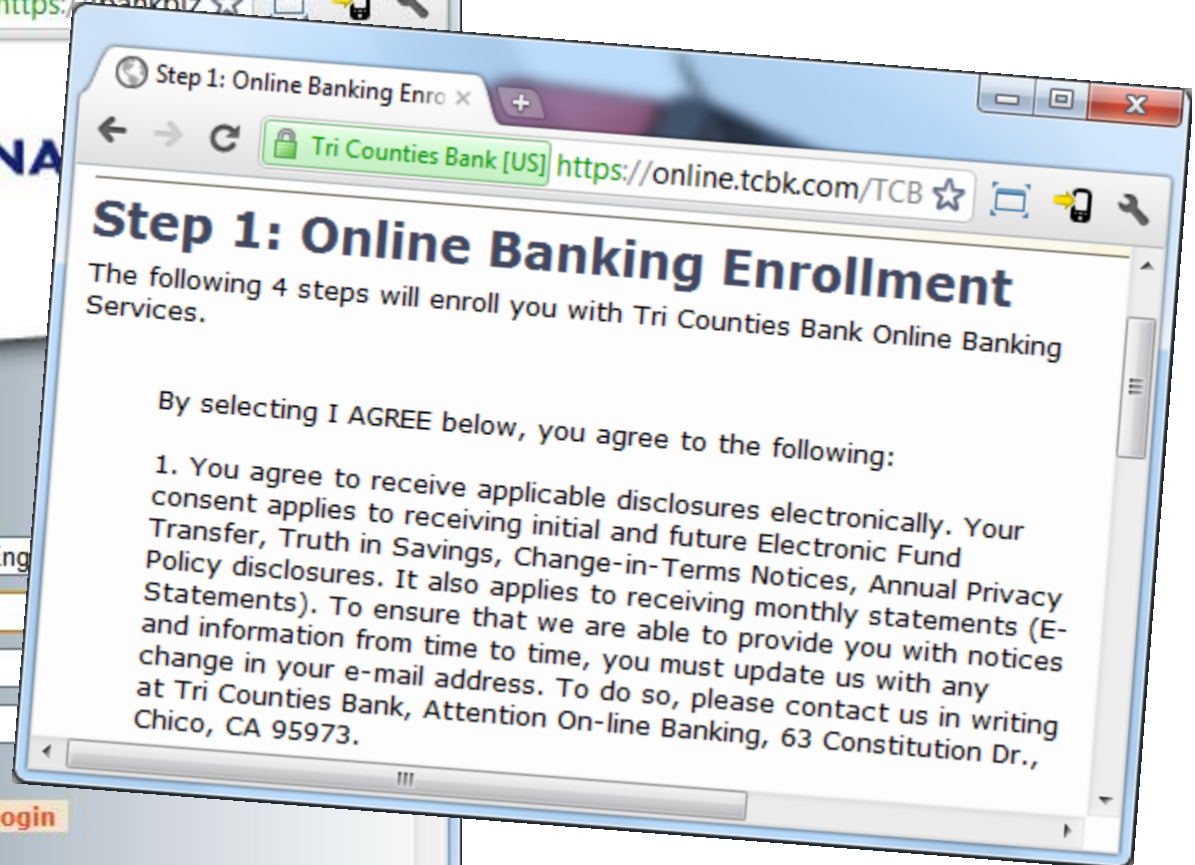 https:
NA
Eng
ogin
Step 1: Online Banking Enro
Tri Counties Bank [US] https://online.tcbk.com/TCB
Step 1: Online Banking Enrollment
The following 4 steps will enroll you with Tri Counties Bank Online Banking
Services.
By selecting I AGREE below, you agree to the following:
1. You agree to receive applicable disclosures electronically. Your
consent applies to receiving initial and future Electronic Fund
Transfer, Truth in Savings, Change-in-Terms Notices, Annual Privacy
Policy disclosures. It also applies to receiving monthly statements (E-
Statements). To ensure that we are able to provide you with notices
and information from time to time, you must update us with any
change in your e-mail address. To do so, please contact us in writing
at Tri Counties Bank, Attention On-line Banking, 63 Constitution Dr.,
Chico, CA 95973.